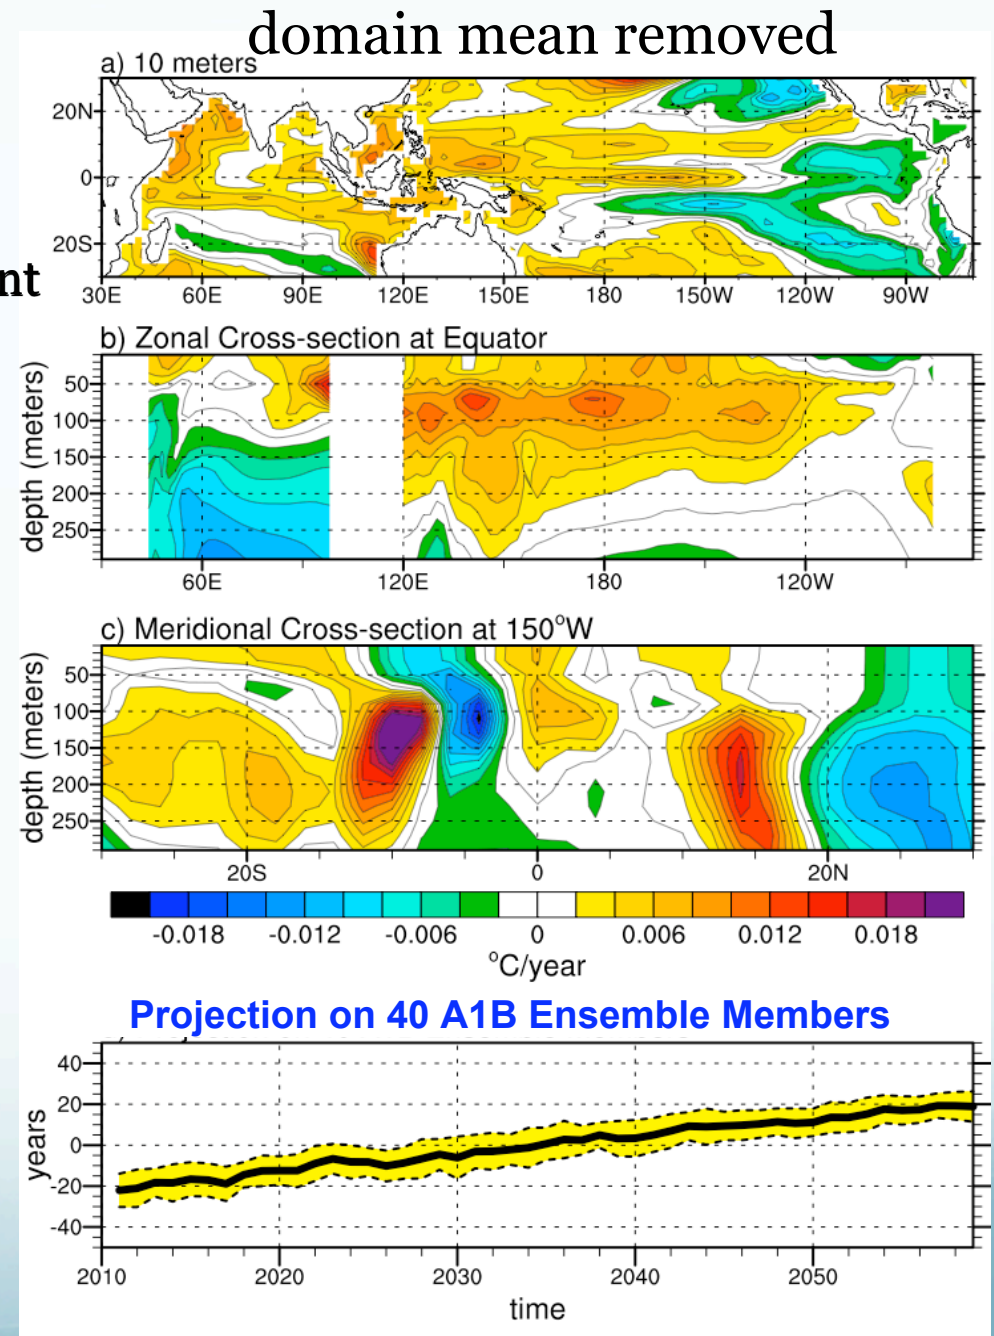 domain mean removed
a) 10 meters
20N
0
20S
nt
30E 60E 90E 120E 150E 180 150W 120W 90W
b) Zonal Cross-section at Equator
depth (meters)
50
100
150
200
250
60E 120E 180 120W
c) Meridional Cross-section at 150°W
depth (meters)
50
100
150
200
250
20S 0 20N
-0.018 -0.012 -0.006 0 0.006 0.012 0.018
°C/year
Projection on 40 A1B Ensemble Members
years
40
20
0
-20
-40
2010 2020 2030 2040 2050
time